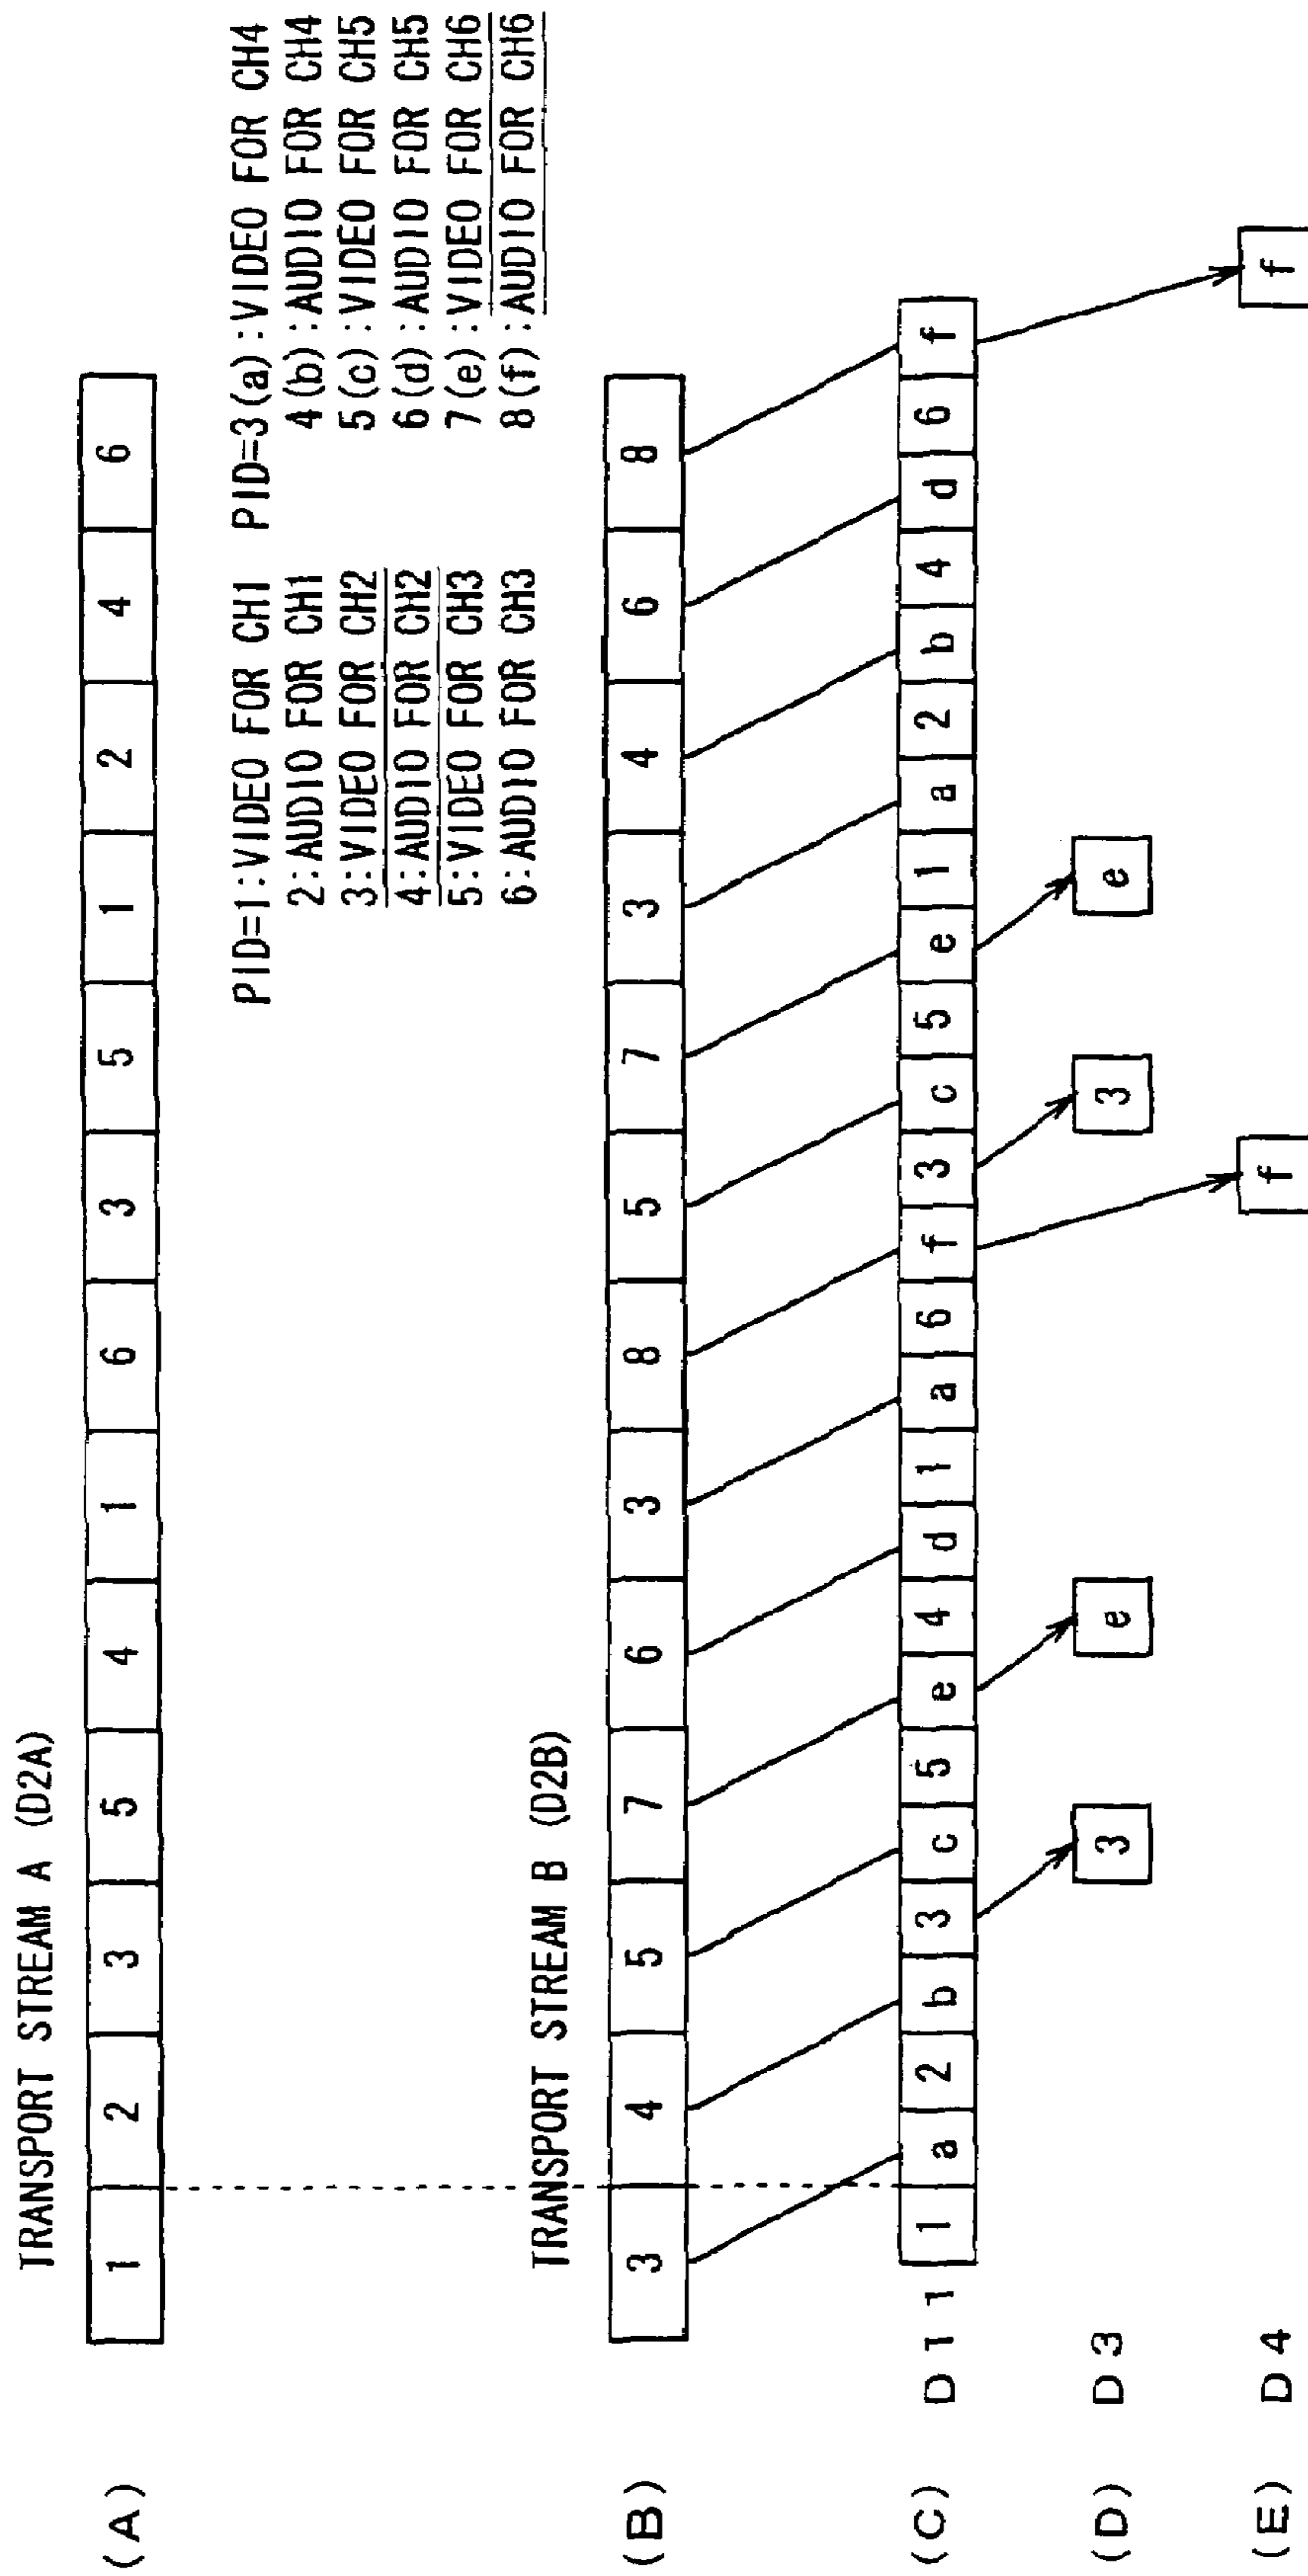 TRANSPORT STREAM A (D2A)
(A) 1 2 3 5 4 1 6 3 5 1 2 4 6
PID=1:VIDEO FOR CH1 PID=3(a):VIDEO FOR CH4
2:AUDIO FOR CH1 4(b):AUDIO FOR CH4
3:VIDEO FOR CH2 5(c):VIDEO FOR CH5
4:AUDIO FOR CH2 6(d):AUDIO FOR CH5
5:VIDEO FOR CH3 7(e):VIDEO FOR CH6
6:AUDIO FOR CH3 8(f):AUDIO FOR CH6
TRANSPORT STREAM B (D2B)
(B) 3 4 5 7 6 3 8 5 7 3 4 6 8
(C) D11 1 a 2 b 3 c 5 e 4 d 1 a 6 f 3 c 5 e 1 a 2 b 4 d 6 f
(D) D3 3 e 3 e
(E) D4 f f